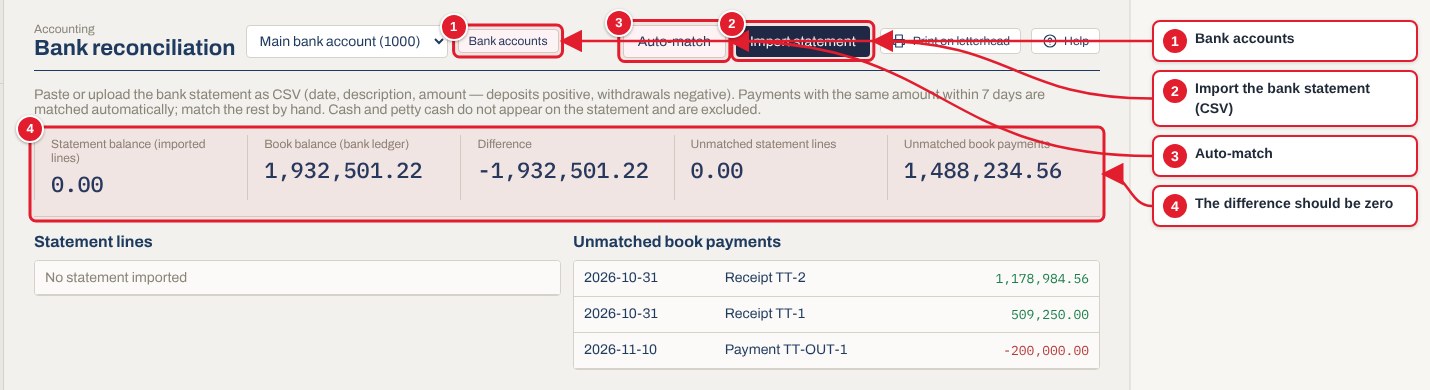 Accounting
Bank reconciliation
Main bank account (1000)
1
Bank accounts
3
Auto-match
2
Import statement
Print on letterhead
Help
Paste or upload the bank statement as CSV (date, description, amount — deposits positive, withdrawals negative). Payments with the same amount within 7 days are
matched automatically; match the rest by hand. Cash and petty cash do not appear on the statement and are excluded.
4
Statement balance (imported
lines)
0.00
Book balance (bank ledger)
1,932,501.22
Difference
-1,932,501.22
Unmatched statement lines
0.00
Unmatched book payments
1,488,234.56
Statement lines
No statement imported
Unmatched book payments
2026-10-31 Receipt TT-2 1,178,984.56
2026-10-31 Receipt TT-1 509,250.00
2026-11-10 Payment TT-OUT-1 -200,000.00
1 Bank accounts
2 Import the bank statement
(CSV)
3 Auto-match
4 The difference should be zero